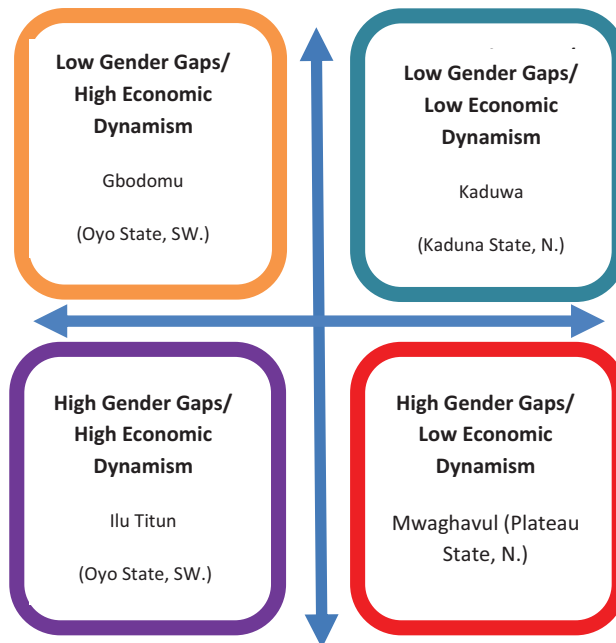 Low Gender Gaps/
High Economic
Dynamism
Gbodomu
(Oyo State, SW.)
Low Gender Gaps/
Low Economic
Dynamism
Kaduwa
(Kaduna State, N.)
High Gender Gaps/
High Economic
Dynamism
Ilu Titun
(Oyo State, SW.)
High Gender Gaps/
Low Economic
Dynamism
Mwaghavul (Plateau
State, N.)